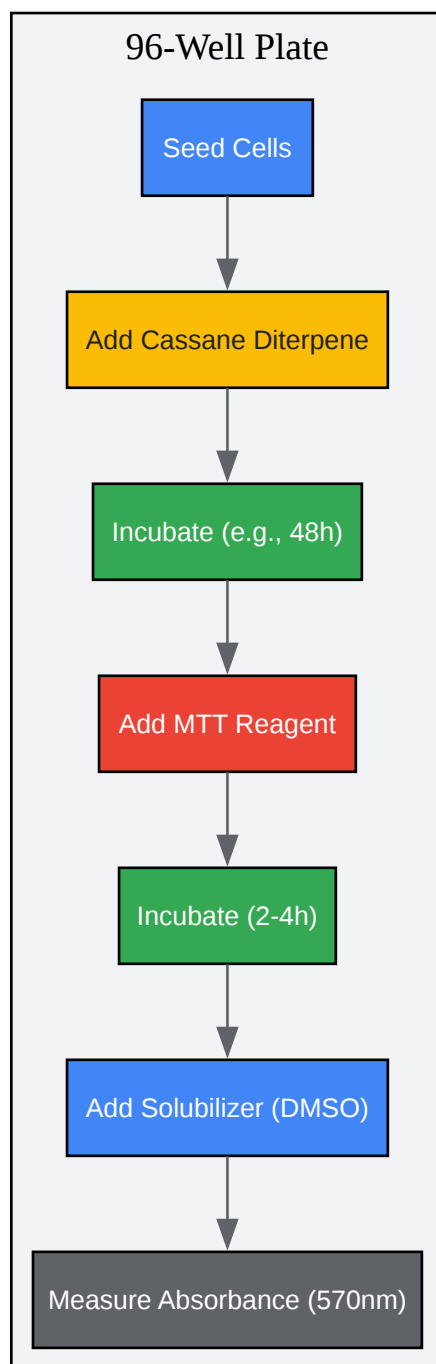 96-Well Plate
Seed Cells
Add Cassane Diterpene
Incubate (e.g., 48h)
Add MTT Reagent
Incubate (2-4h)
Add Solubilizer (DMSO)
Measure Absorbance (570nm)